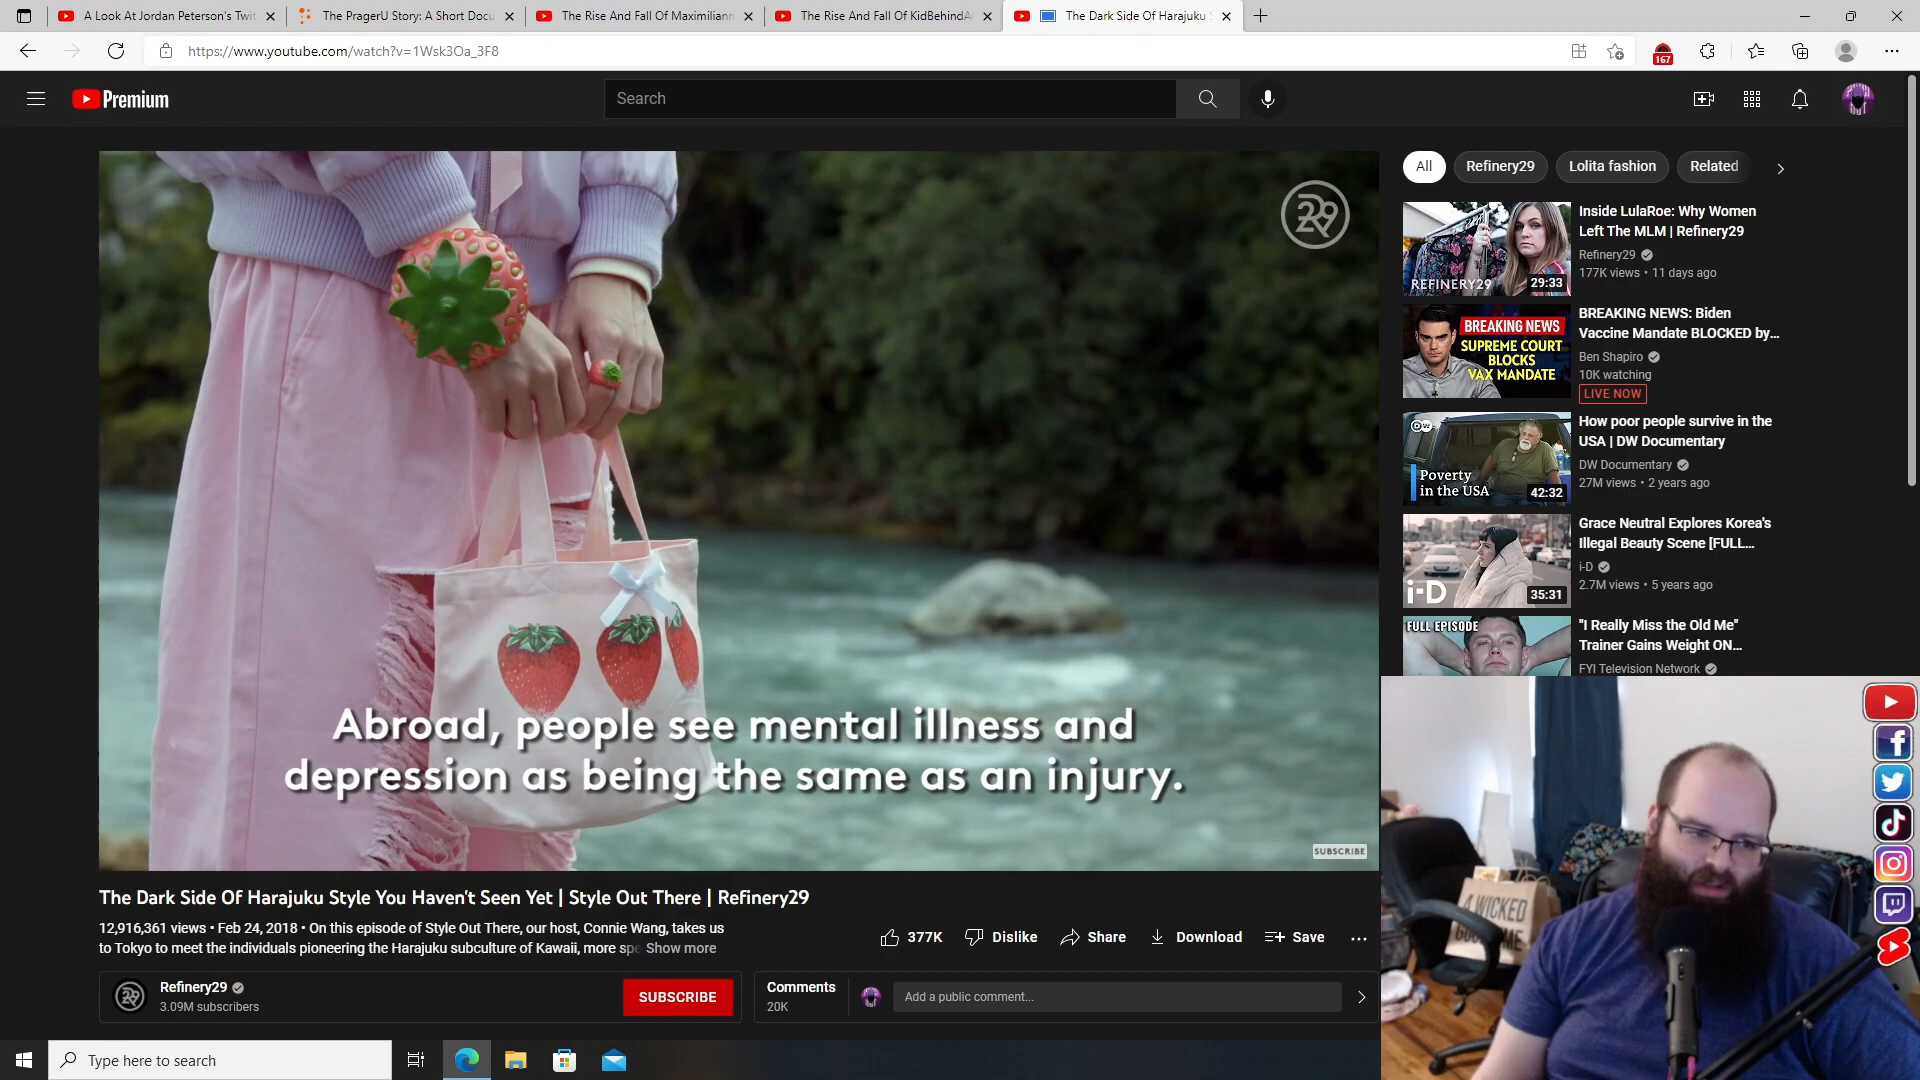 A Look At Jordan Peterson's Twit
The PragerU Story: A Short Docu
The Rise And Fall Of Maximilian
The Rise And Fall Of KidBehindA
The Dark Side Of Harajuku S
https://www.youtube.com/watch?v=1Wsk3Oa_3F8
167
Premium
Search
29
Abroad, people see mental illness and
depression as being the same as an injury.
SUBSCRIBE
The Dark Side Of Harajuku Style You Haven't Seen Yet | Style Out There | Refinery29
12,916,361 views • Feb 24, 2018 • On this episode of Style Out There, our host, Connie Wang, takes us
to Tokyo to meet the individuals pioneering the Harajuku subculture of Kawaii, more spe Show more
377K
Dislike
Share
Download
Save
Refinery29
3.09M subscribers
SUBSCRIBE
Comments
20K
Add a public comment...
All
Refinery29
Lolita fashion
Related
REFINERY29
29:33
Inside LulaRoe: Why Women
Left The MLM | Refinery29
Refinery29
177K views • 11 days ago
BREAKING NEWS
SUPREME COURT
BLOCKS
VAX MANDATE
BREAKING NEWS: Biden
Vaccine Mandate BLOCKED by...
Ben Shapiro
10K watching
LIVE NOW
DW
Poverty
in the USA
42:32
How poor people survive in the
USA | DW Documentary
DW Documentary
27M views • 2 years ago
i-D
35:31
Grace Neutral Explores Korea's
Illegal Beauty Scene [FULL...
i-D
2.7M views • 5 years ago
FULL EPISODE
"I Really Miss the Old Me"
Trainer Gains Weight ON...
FYI Television Network
A WICKED
Type here to search